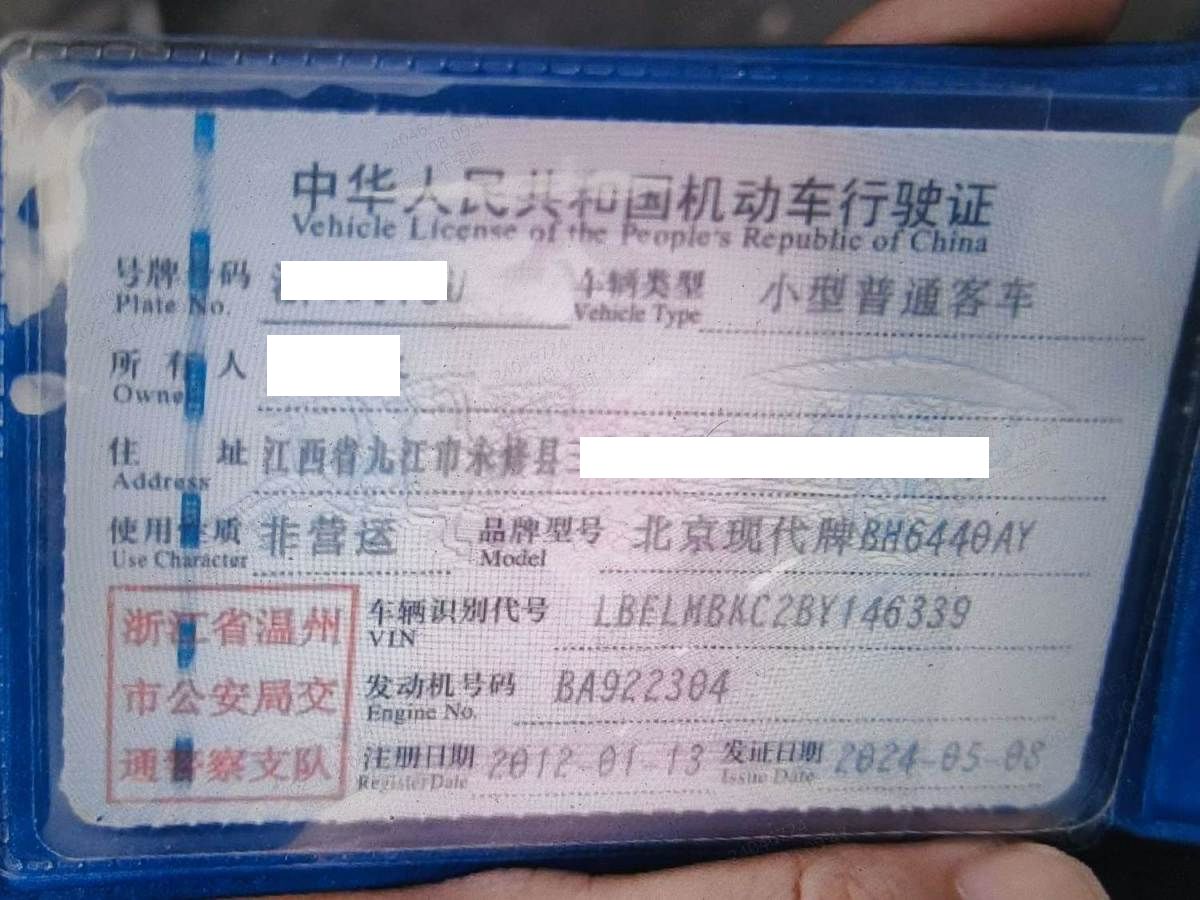 中华人民共和国机动车行驶证
Vehicle License of the People's Republic of China
号牌号码 车辆类型 小型普通客车
Plate No. Vehicle Type
所有人
Owner
住址 江西省九江市永修县三
Address
使用性质 非营运 品牌型号 北京现代牌BH6440AY
Use Character Model
浙江省温州 车辆识别代号 LBELMBKC2BY146339
VIN
市公安局交 发动机号码 BA922304
Engine No.
通警察支队 注册日期 2012-01-13 发证日期 2024-05-08
Register Date Issue Date